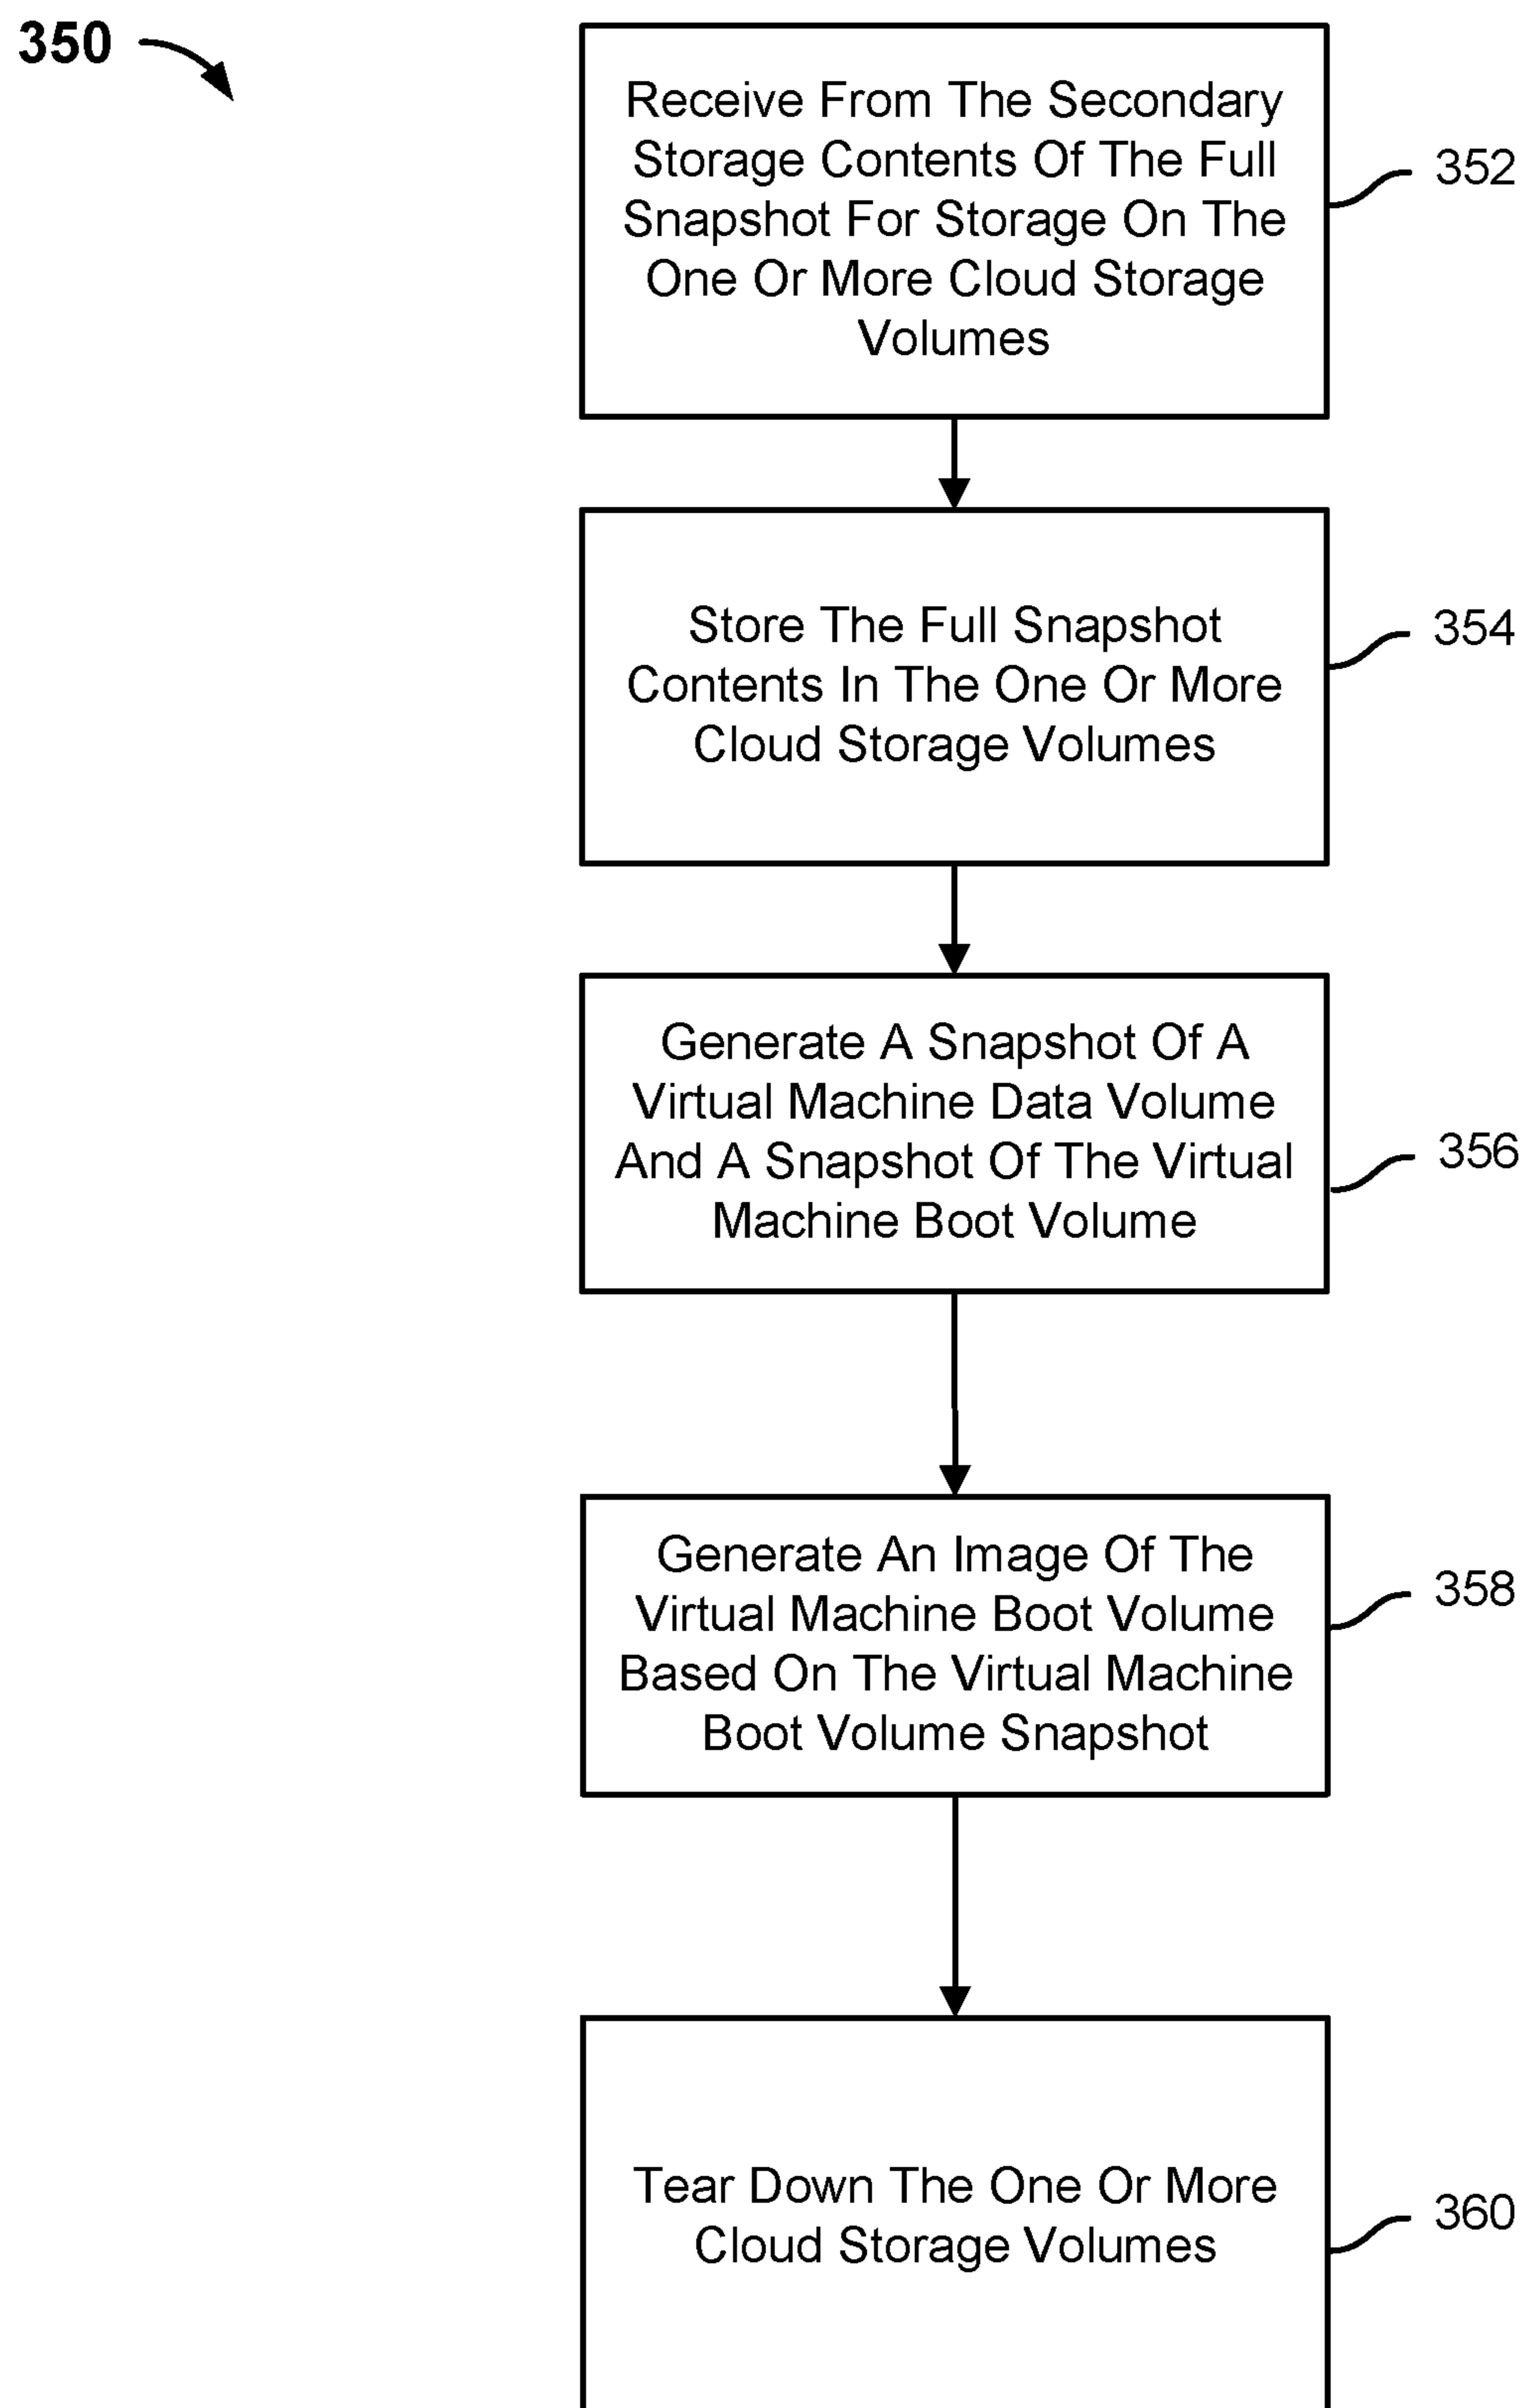 350
Receive From The Secondary
Storage Contents Of The Full
Snapshot For Storage On The
One Or More Cloud Storage
Volumes
352
Store The Full Snapshot
Contents In The One Or More
Cloud Storage Volumes
354
Generate A Snapshot Of A
Virtual Machine Data Volume
And A Snapshot Of The Virtual
Machine Boot Volume
356
Generate An Image Of The
Virtual Machine Boot Volume
Based On The Virtual Machine
Boot Volume Snapshot
358
Tear Down The One Or More
Cloud Storage Volumes
360